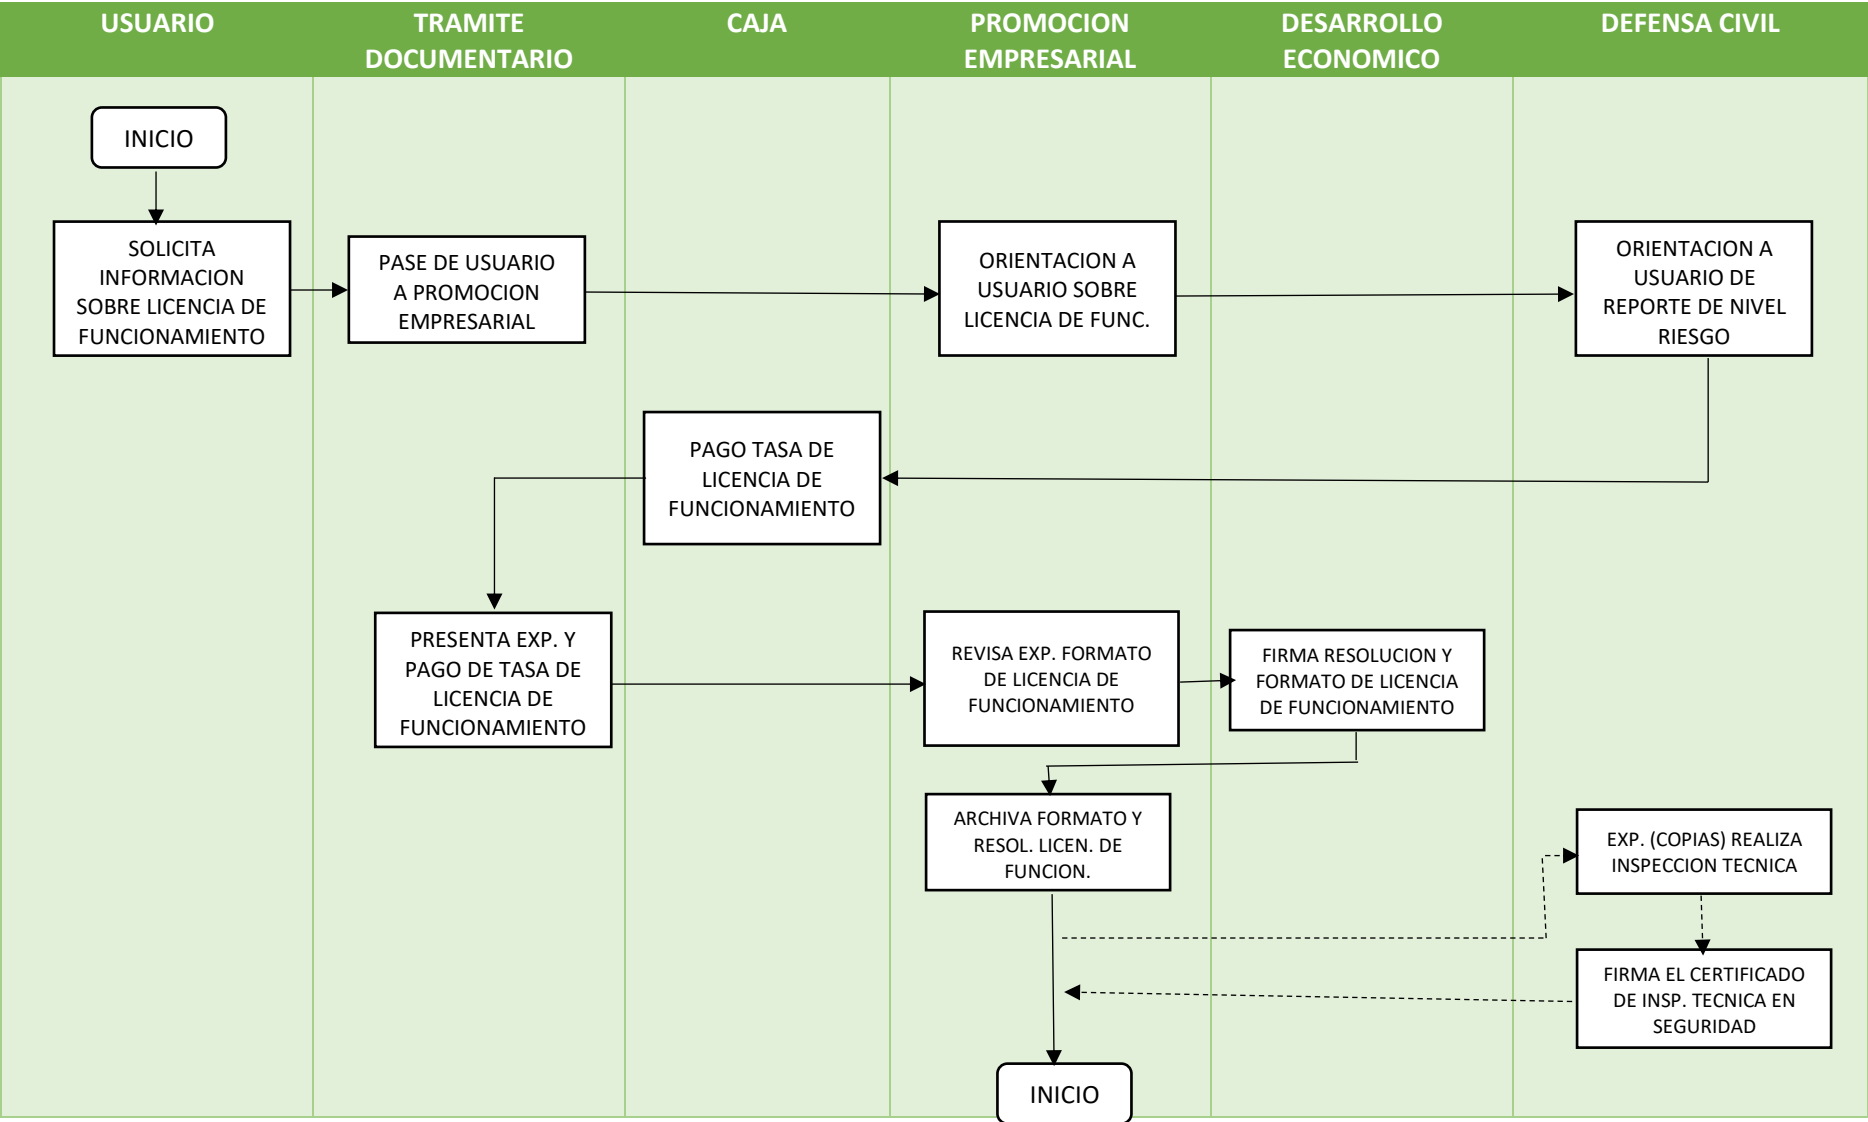 USUARIO
TRAMITE
DOCUMENTARIO
CAJA
PROMOCION
EMPRESARIAL
DESARROLLO
ECONOMICO
DEFENSA CIVIL
INICIO
SOLICITA
INFORMACION
SOBRE LICENCIA DE
FUNCIONAMIENTO
PASE DE USUARIO
A PROMOCION
EMPRESARIAL
ORIENTACION A
USUARIO SOBRE
LICENCIA DE FUNC.
ORIENTACION A
USUARIO DE
REPORTE DE NIVEL
RIESGO
PAGO TASA DE
LICENCIA DE
FUNCIONAMIENTO
PRESENTA EXP. Y
PAGO DE TASA DE
LICENCIA DE
FUNCIONAMIENTO
REVISA EXP. FORMATO
DE LICENCIA DE
FUNCIONAMIENTO
FIRMA RESOLUCION Y
FORMATO DE LICENCIA
DE FUNCIONAMIENTO
ARCHIVA FORMATO Y
RESOL. LICEN. DE
FUNCION.
EXP. (COPIAS) REALIZA
INSPECCION TECNICA
FIRMA EL CERTIFICADO
DE INSP. TECNICA EN
SEGURIDAD
INICIO